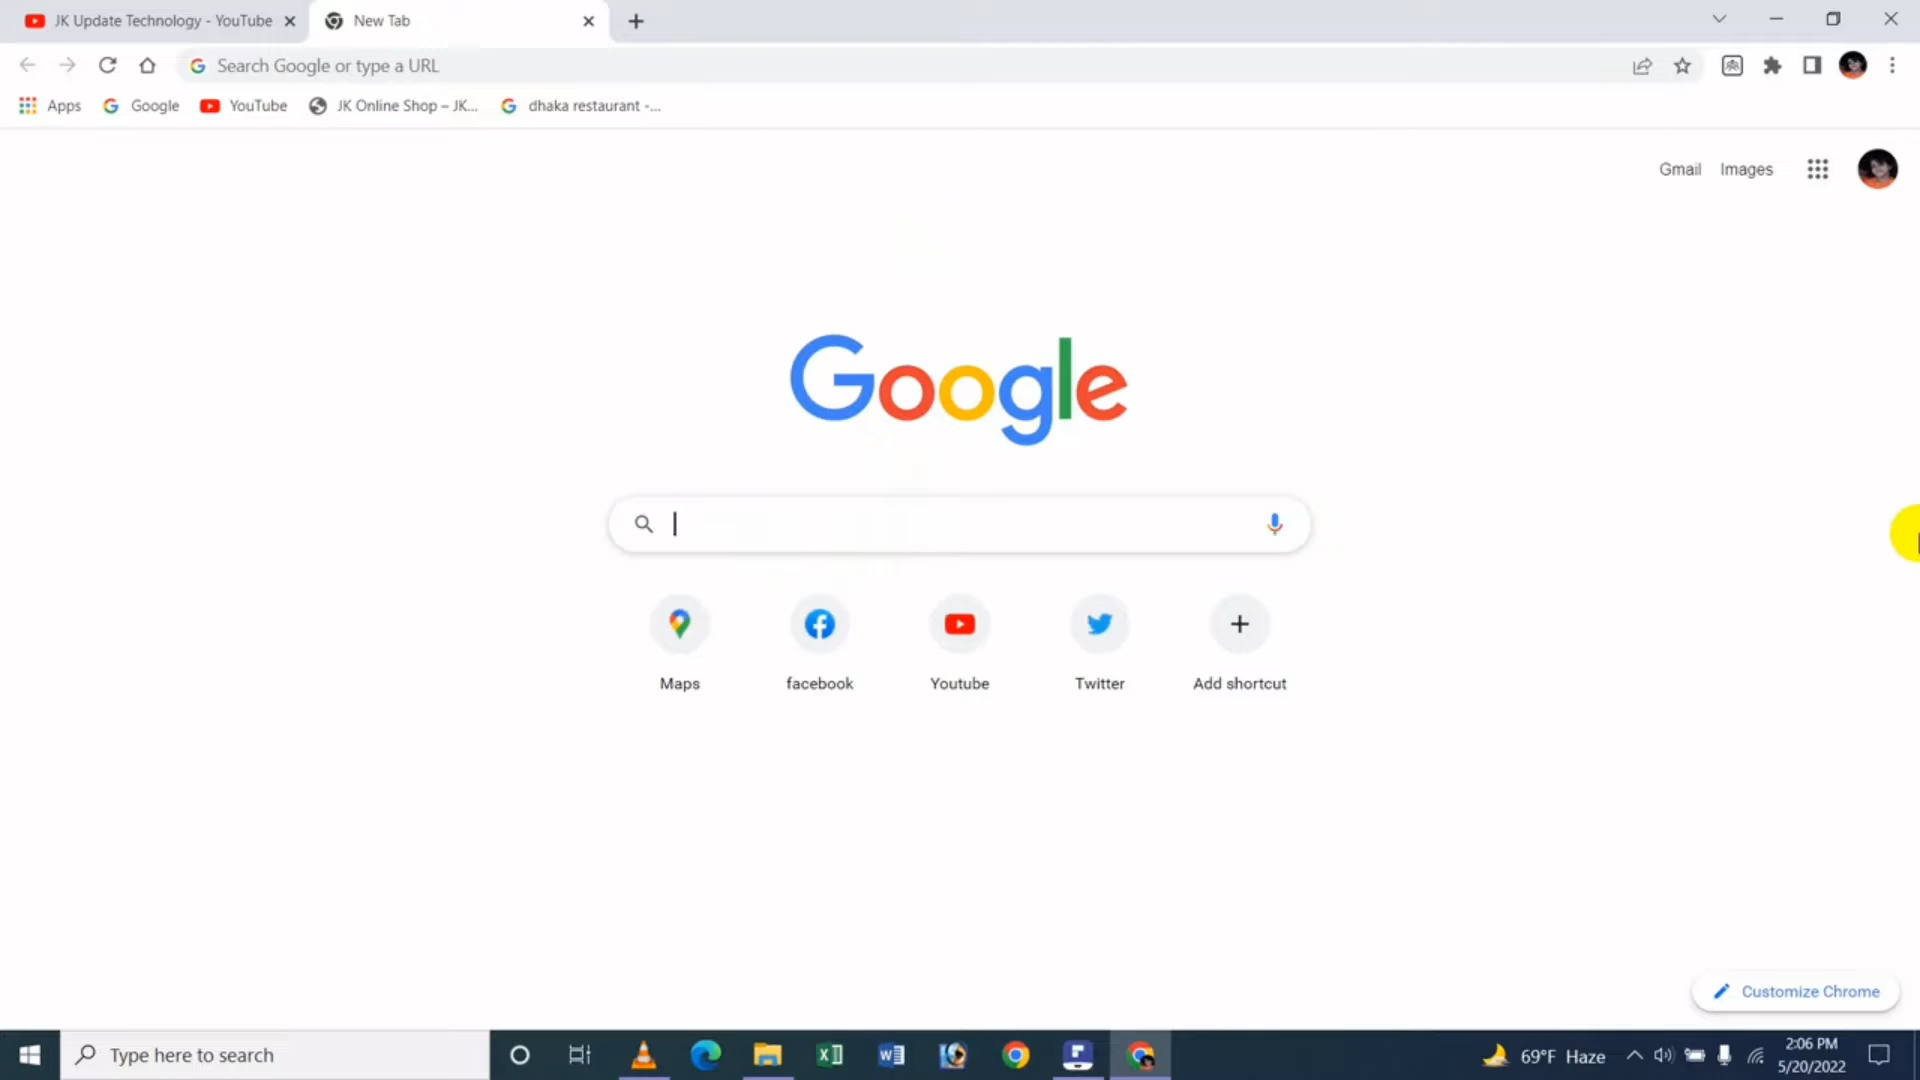 JK Update Technology - YouTube
New Tab
Search Google or type a URL
Apps
Google
YouTube
JK Online Shop – JK...
dhaka restaurant -...
Gmail
Images
Google
Maps
facebook
Youtube
Twitter
Add shortcut
Customize Chrome
Type here to search
69°F Haze
2:06 PM
5/20/2022